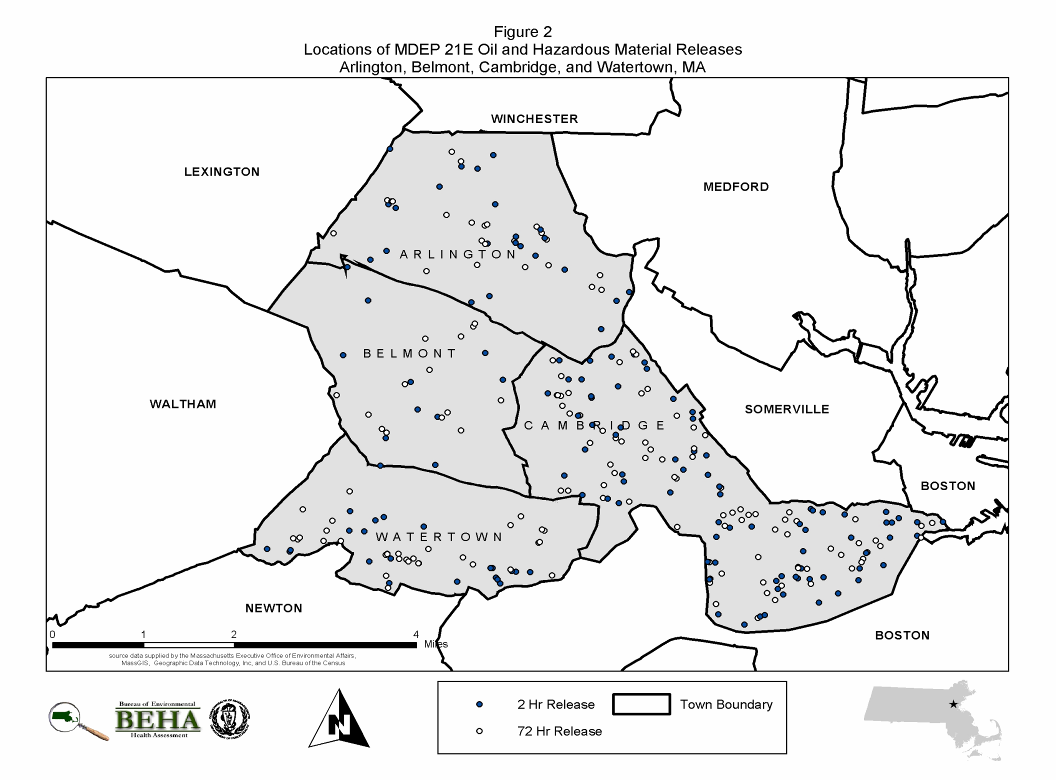 Figure 2
Locations of MDEP 21E Oil and Hazardous Material Releases
Arlington, Belmont, Cambridge, and Watertown, MA
WINCHESTER
LEXINGTON
MEDFORD
ARLINGTON
BELMONT
WALTHAM
SOMERVILLE
CAMBRIDGE
BOSTON
WATERTOWN
NEWTON
BOSTON
0 1 2 4
Miles
source data supplied by the Massachusetts Executive Office of Environmental Affairs,
MassGIS, Geographic Data Technology, Inc, and U.S. Bureau of the Census
Bureau of Environmental
BEHA
Health Assessment
N
2 Hr Release Town Boundary
72 Hr Release